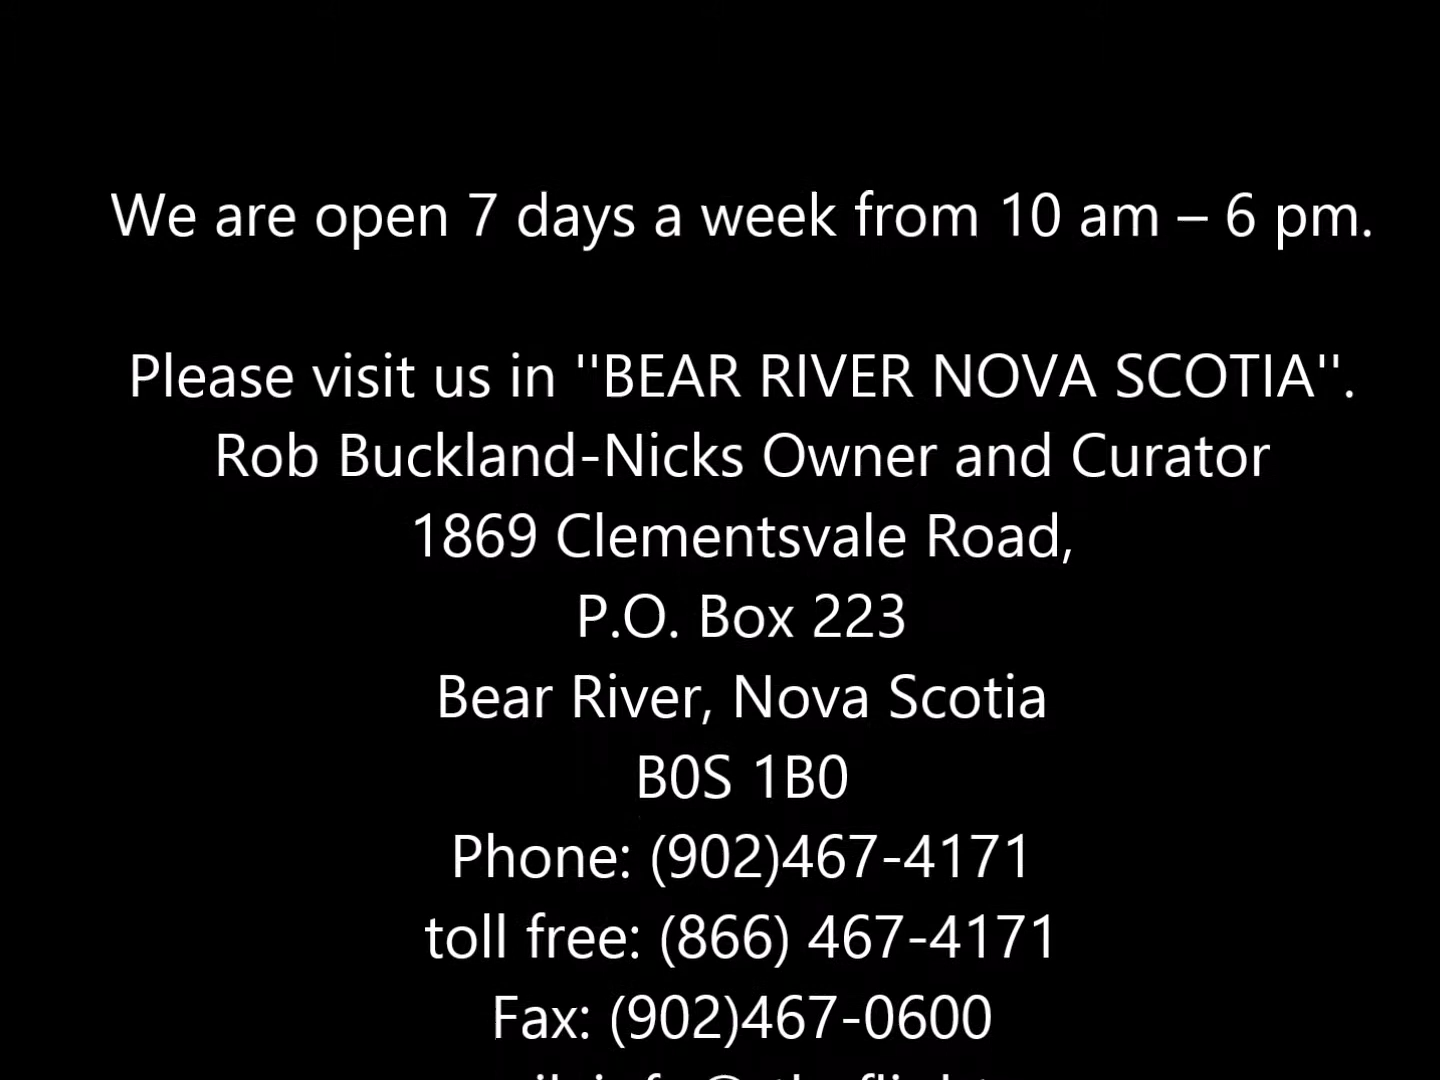 We are open 7 days a week from 10 am – 6 pm.
Please visit us in "BEAR RIVER NOVA SCOTIA".
Rob Buckland-Nicks Owner and Curator
1869 Clementsvale Road,
P.O. Box 223
Bear River, Nova Scotia
B0S 1B0
Phone: (902)467-4171
toll free: (866) 467-4171
Fax: (902)467-0600